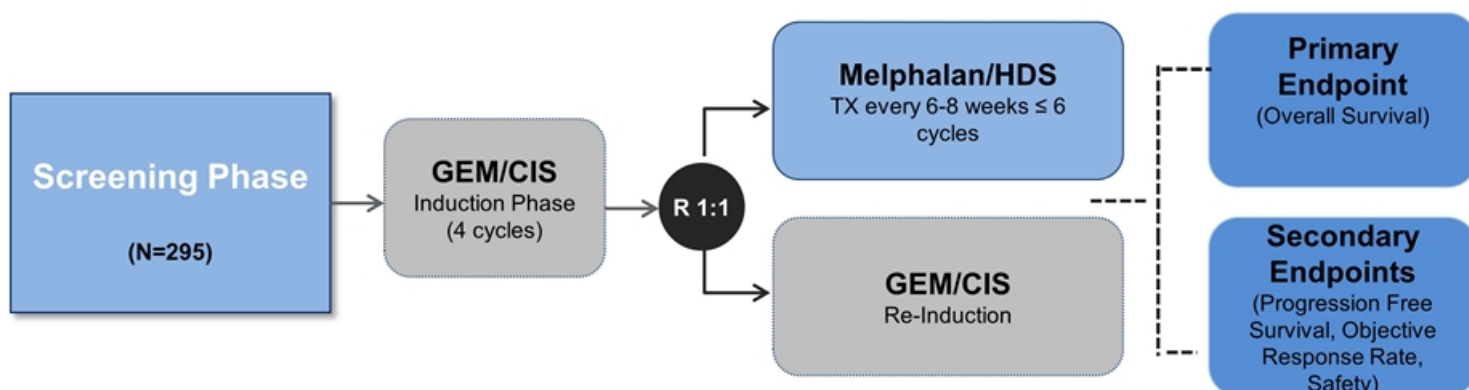 Screening Phase
(N=295)
GEM/CIS
Induction Phase
(4 cycles)
R 1:1
Melphalan/HDS
TX every 6-8 weeks ≤ 6
cycles
GEM/CIS
Re-Induction
Primary
Endpoint
(Overall Survival)
Secondary
Endpoints
(Progression Free
Survival, Objective
Response Rate,
Safety)